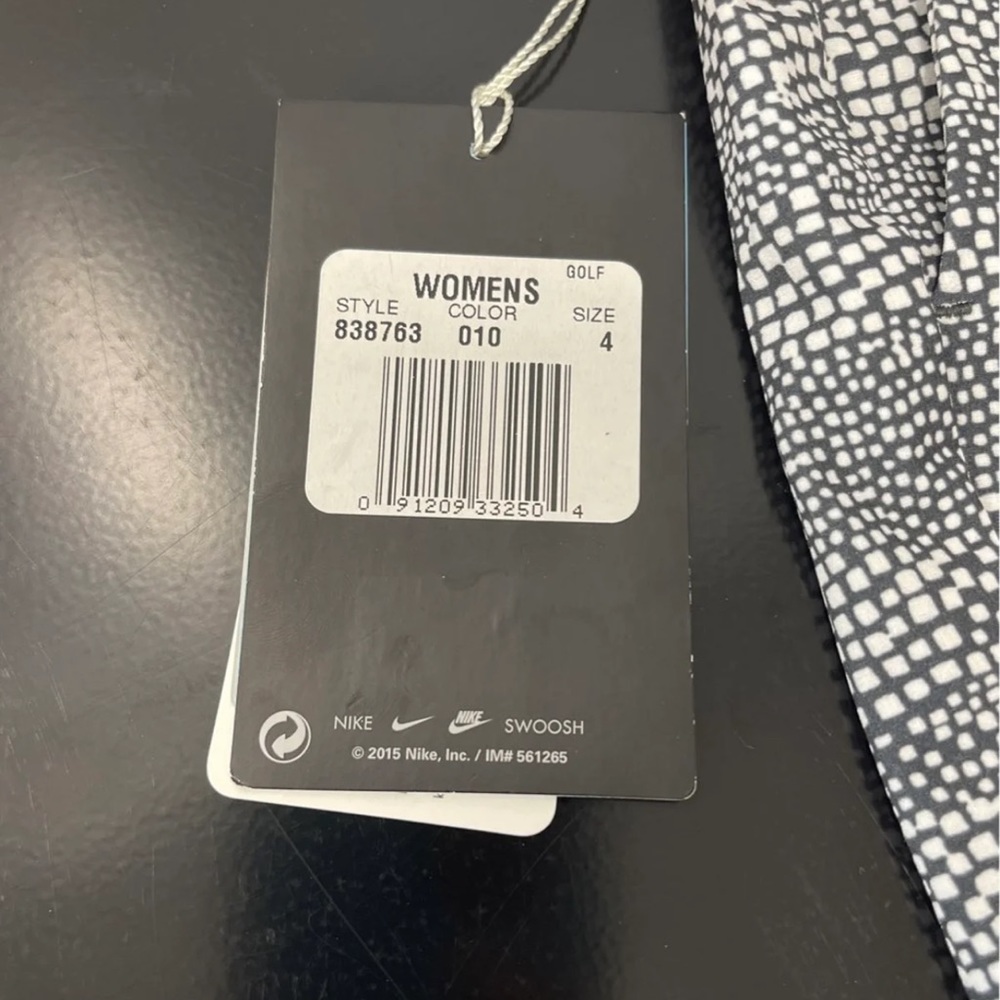 GOLF
WOMENS
STYLE COLOR SIZE
838763 010 4
0 91209 33250 4
NIKE NIKE SWOOSH
© 2015 Nike, Inc. / IM# 561265